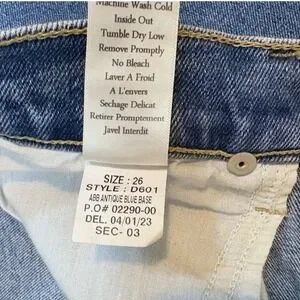 Machine Wash Cold
Inside Out
Tumble Dry Low
Remove Promptly
No Bleach
Laver A Froid
A L'envers
Sechage Delicat
Retirer Promptement
Javel Interdit
SIZE : 26
STYLE : D601
ABB ANTIQUE BLUE BASE
P.O# 02290-00
DEL. 04/01/23
SEC- 03